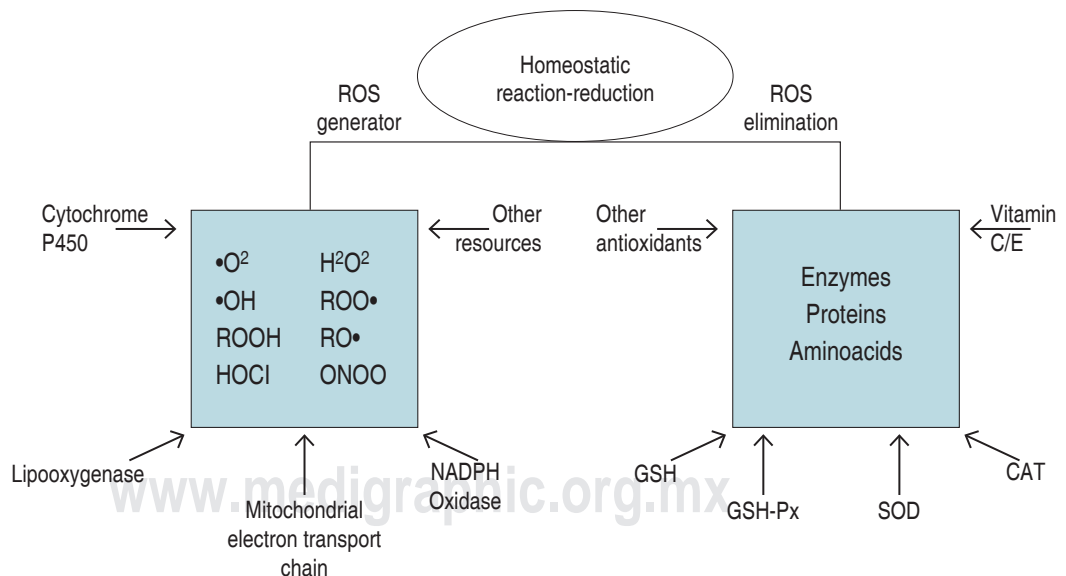 Homeostatic
reaction-reduction
ROS
generator
ROS
elimination
Cytochrome
P450
Other
resources
Other
antioxidants
Vitamin
C/E
•O²
H²O²
•OH
ROO•
ROOH
RO•
HOCl
ONOO
Enzymes
Proteins
Aminoacids
Lipooxygenase
Mitochondrial
electron transport
chain
NADPH
Oxidase
GSH
GSH-Px
SOD
CAT
www.medigraphic.org.mx